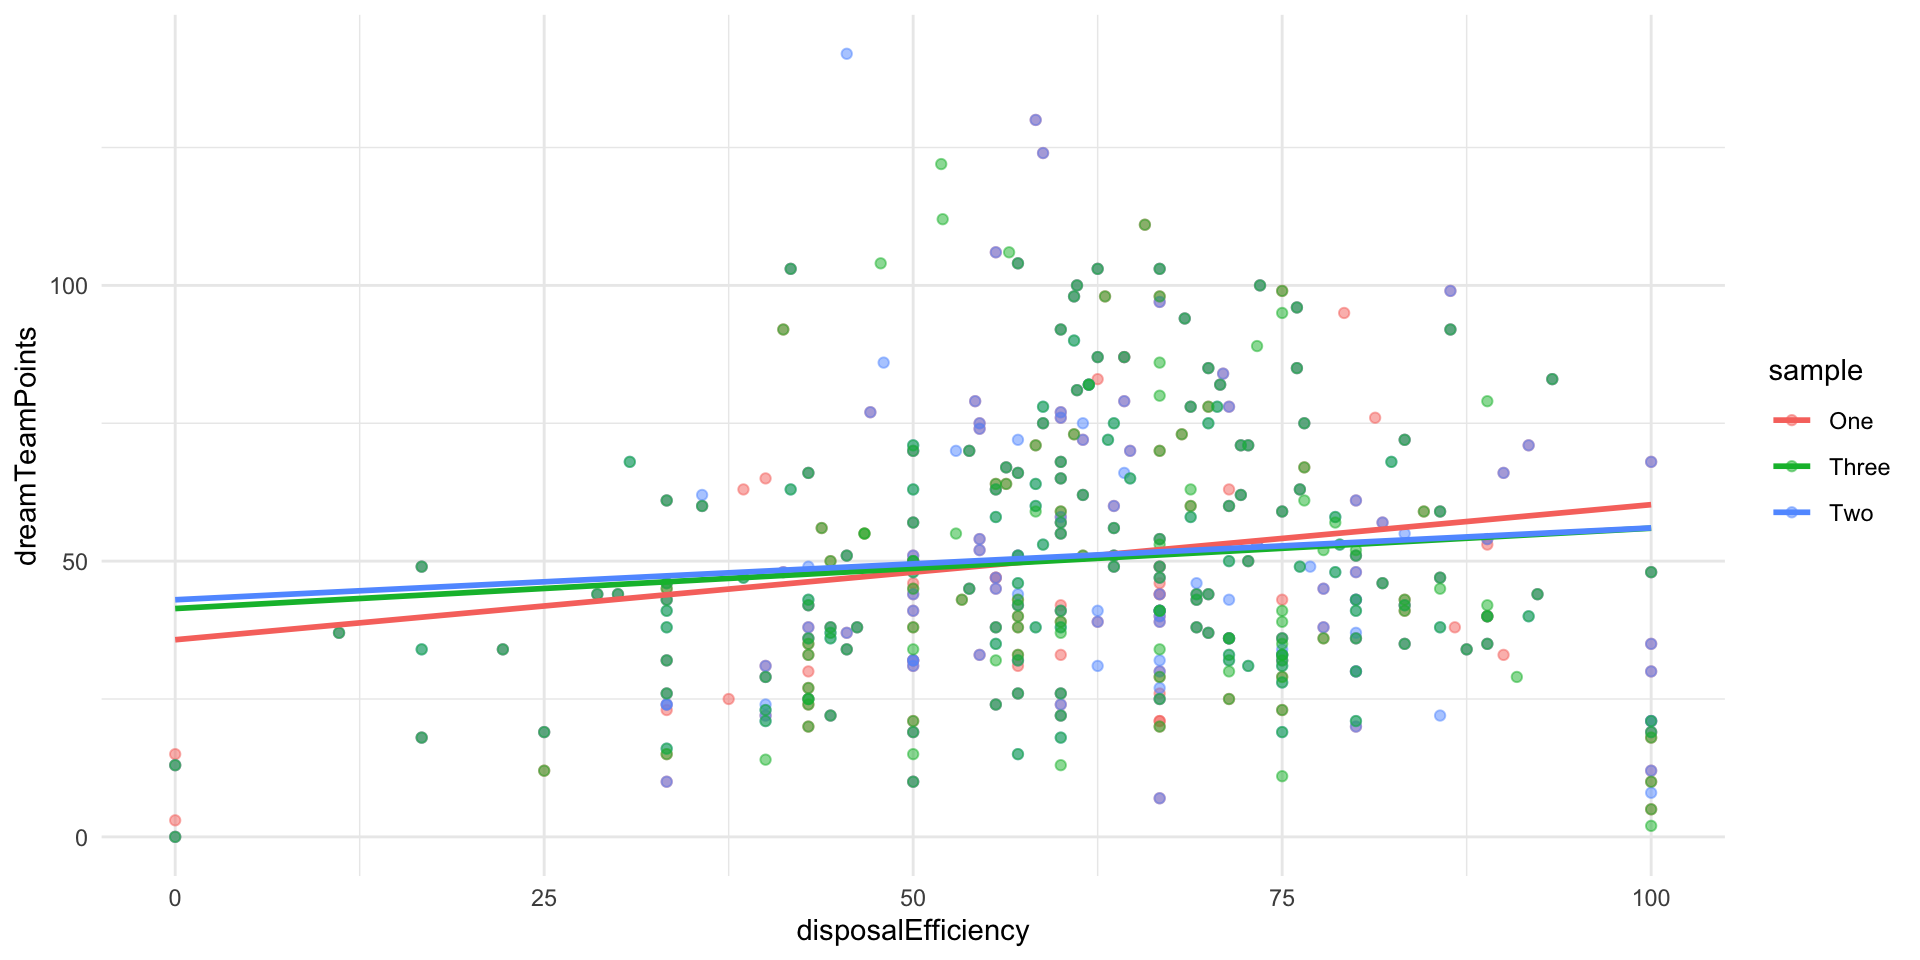 dreamTeamPoints
100
50
0
0
25
50
75
100
disposalEfficiency
sample
One
Three
Two